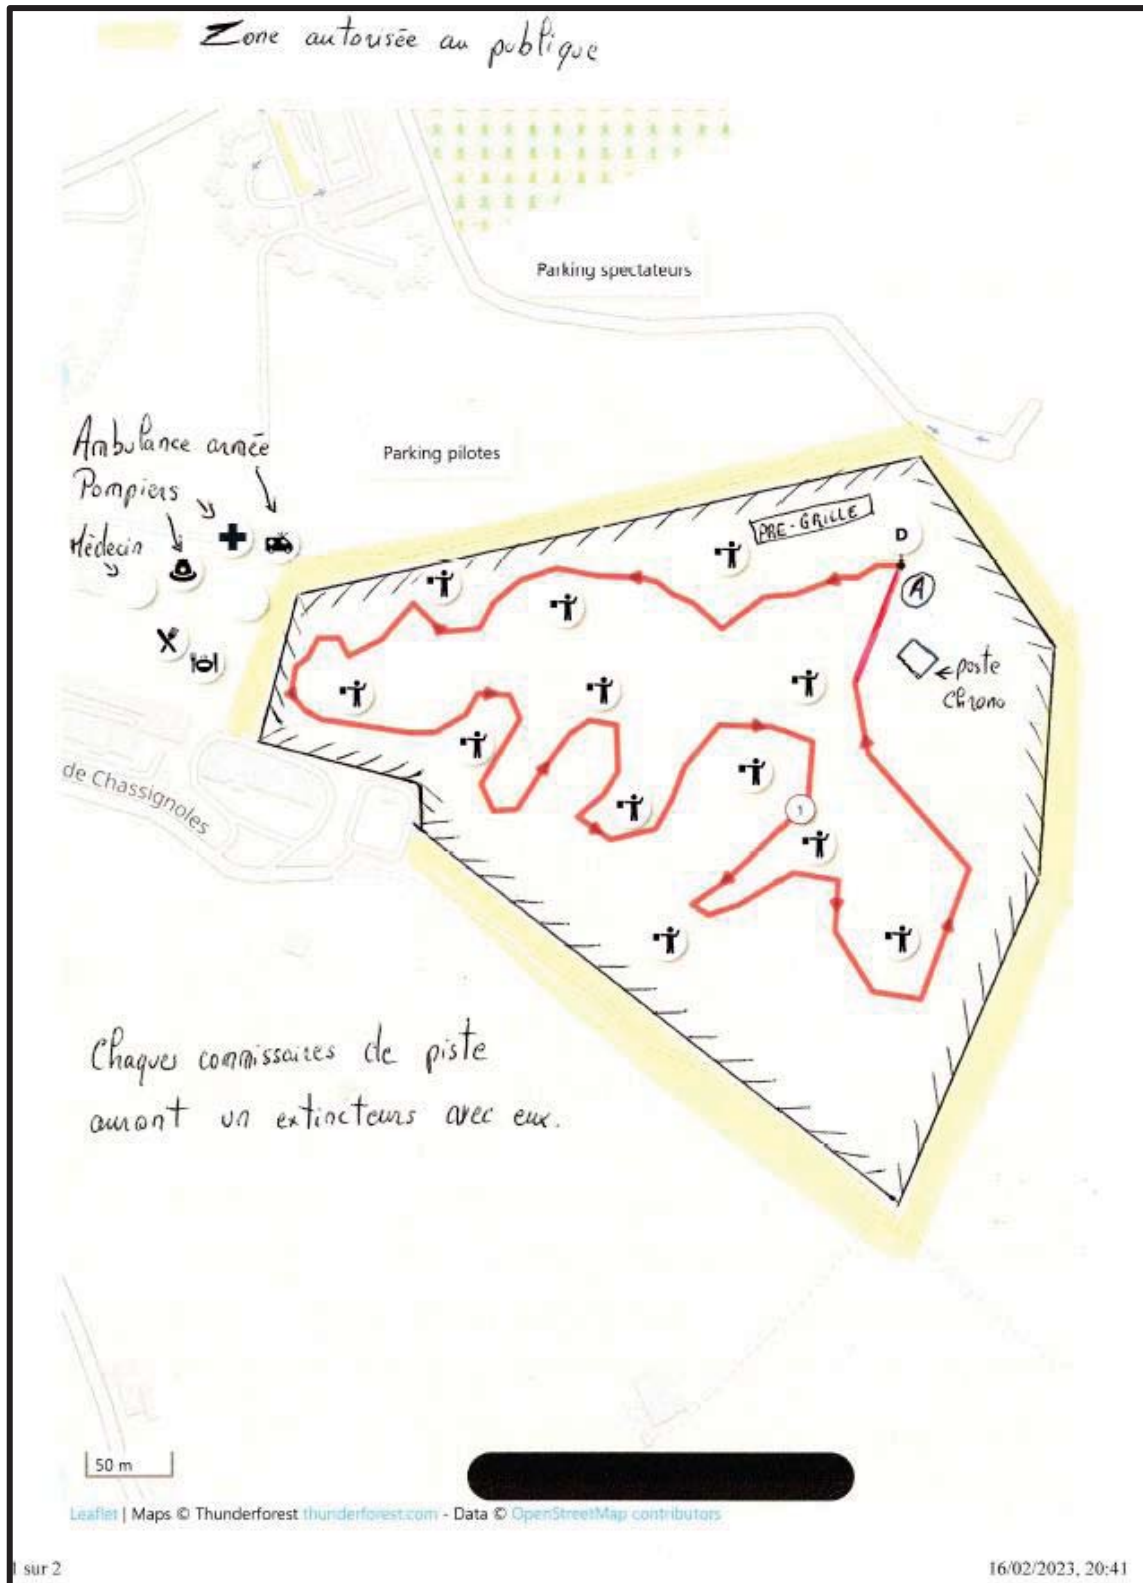 Zone autorisée au publique
Parking spectateurs
Ambulance armée
Pompiers
Médecin
Parking pilotes
PRE-GRILLE
D
A
poste
chrono
de Chassignoles
1
Chaques commissaires de piste
auront un extincteurs avec eux.
50 m
Leaflet | Maps © Thunderforest thunderforest.com - Data © OpenStreetMap contributors
1 sur 2
16/02/2023, 20:41